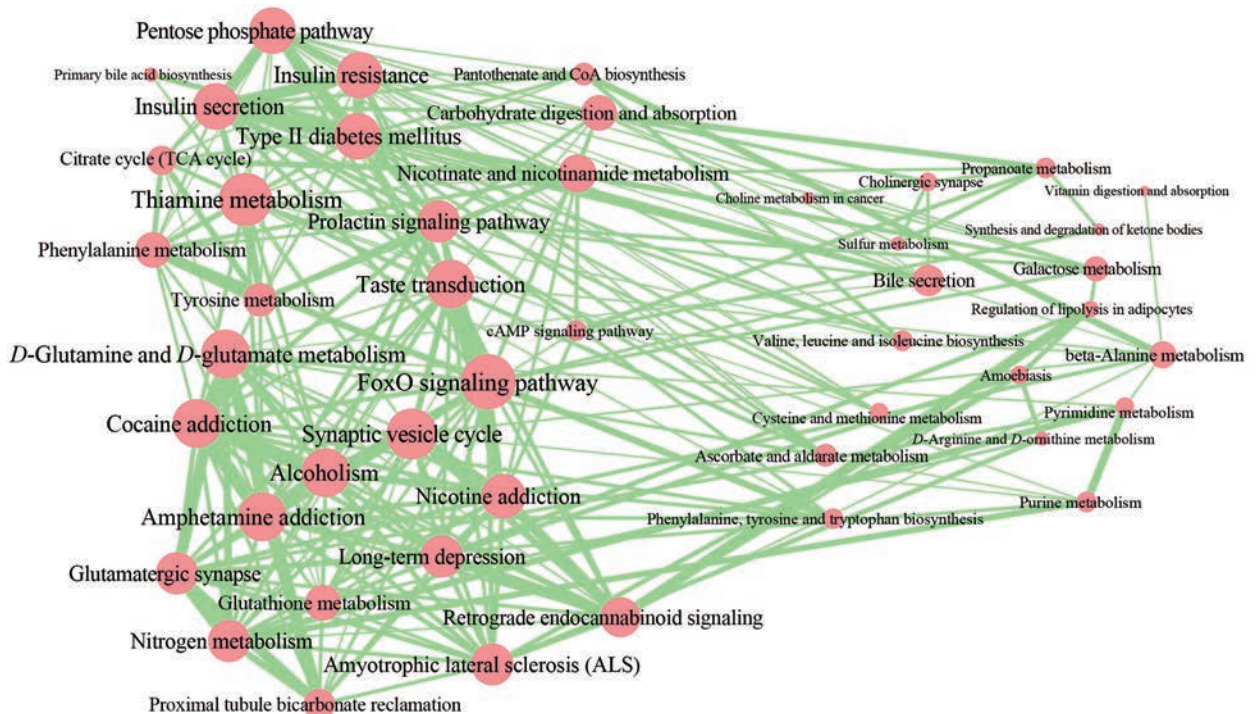 Pentose phosphate pathway
Primary bile acid biosynthesis
Insulin resistance
Pantothenate and CoA biosynthesis
Insulin secretion
Carbohydrate digestion and absorption
Type II diabetes mellitus
Citrate cycle (TCA cycle)
Nicotinate and nicotinamide metabolism
Propanoate metabolism
Cholinergic synapse
Vitamin digestion and absorption
Thiamine metabolism
Choline metabolism in cancer
Prolactin signaling pathway
Synthesis and degradation of ketone bodies
Phenylalanine metabolism
Sulfur metabolism
Galactose metabolism
Taste transduction
Bile secretion
Tyrosine metabolism
Regulation of lipolysis in adipocytes
cAMP signaling pathway
Valine, leucine and isoleucine biosynthesis
D-Glutamine and D-glutamate metabolism
beta-Alanine metabolism
FoxO signaling pathway
Amoebiasis
Cocaine addiction
Synaptic vesicle cycle
Cysteine and methionine metabolism
Pyrimidine metabolism
D-Arginine and D-ornithine metabolism
Ascorbate and aldarate metabolism
Alcoholism
Nicotine addiction
Purine metabolism
Amphetamine addiction
Phenylalanine, tyrosine and tryptophan biosynthesis
Long-term depression
Glutamatergic synapse
Glutathione metabolism
Retrograde endocannabinoid signaling
Nitrogen metabolism
Amyotrophic lateral sclerosis (ALS)
Proximal tubule bicarbonate reclamation